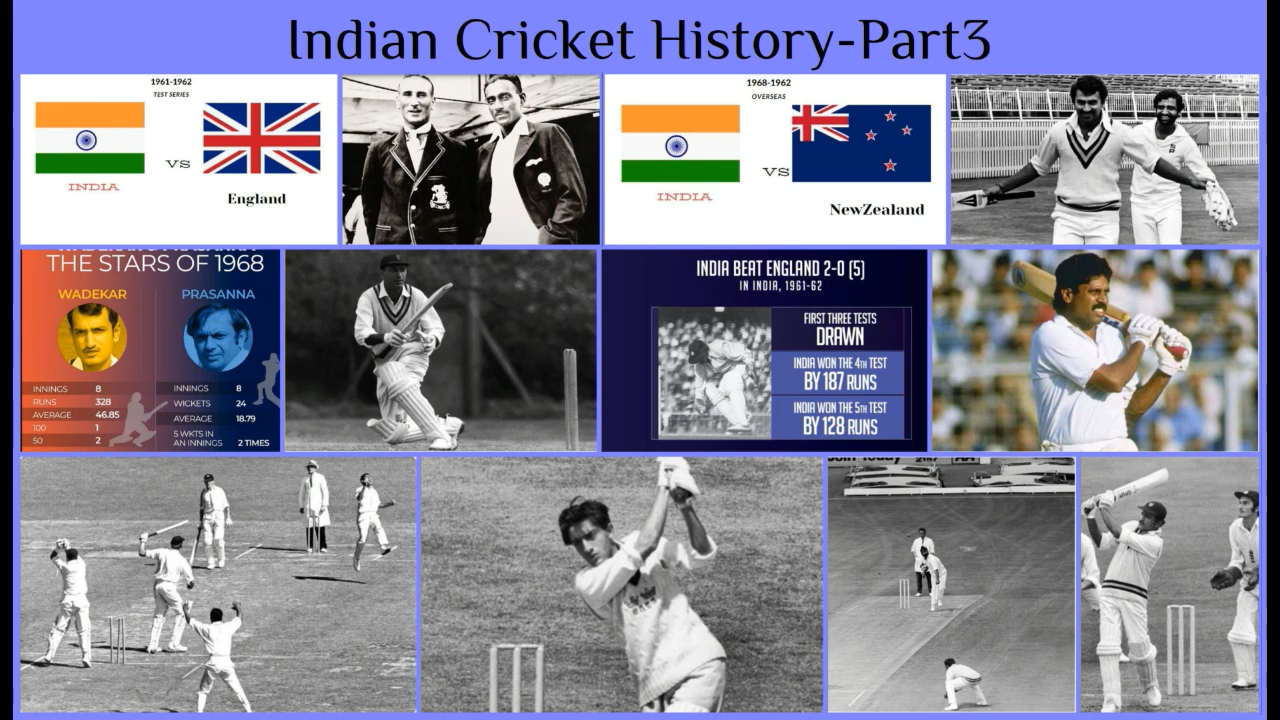 Indian Cricket History-Part3
1961-1962
TEST SERIES
VS
INDIA
England
1968-1962
OVERSEAS
VS
INDIA
NewZealand
THE STARS OF 1968
WADEKAR
INNINGS 8
RUNS 328
AVERAGE 46.85
100 1
50 2
PRASANNA
INNINGS 8
WICKETS 24
AVERAGE 18.79
5 WKTS IN
AN INNINGS 2 TIMES
INDIA BEAT ENGLAND 2-0 (5)
IN INDIA, 1961-62
FIRST THREE TESTS
DRAWN
INDIA WON THE 4TH TEST
BY 187 RUNS
INDIA WON THE 5TH TEST
BY 128 RUNS